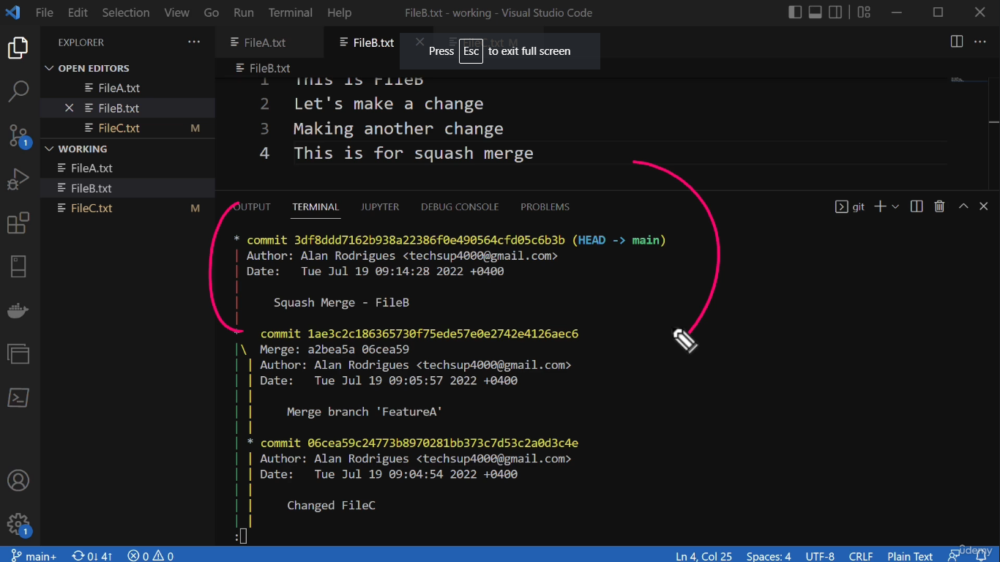 File Edit Selection View Go Run Terminal Help FileB.txt - working - Visual Studio Code
EXPLORER
FileA.txt FileB.txt FileC.txt M
Press Esc to exit full screen
OPEN EDITORS
FileA.txt
FileB.txt
FileC.txt M
WORKING
FileA.txt
FileB.txt
FileC.txt M
1
1
FileB.txt
1 This is FileB
2 Let's make a change
3 Making another change
4 This is for squash merge
OUTPUT TERMINAL JUPYTER DEBUG CONSOLE PROBLEMS git
* commit 3df8ddd7162b938a22386f0e490564cfd05c6b3b (HEAD -> main)
| Author: Alan Rodrigues <techsup4000@gmail.com>
| Date: Tue Jul 19 09:14:28 2022 +0400
|
| Squash Merge - FileB
|
* commit 1ae3c2c186365730f75ede57e0e2742e4126aec6
|\ Merge: a2bea5a 06cea59
| | Author: Alan Rodrigues <techsup4000@gmail.com>
| | Date: Tue Jul 19 09:05:57 2022 +0400
| |
| | Merge branch 'FeatureA'
| |
| * commit 06cea59c24773b8970281bb373c7d53c2a0d3c4e
| | Author: Alan Rodrigues <techsup4000@gmail.com>
| | Date: Tue Jul 19 09:04:54 2022 +0400
| |
| | Changed FileC
| |
:
main+ 0↓ 4↑ 0 0 Ln 4, Col 25 Spaces: 4 UTF-8 CRLF Plain Text
ûdemy